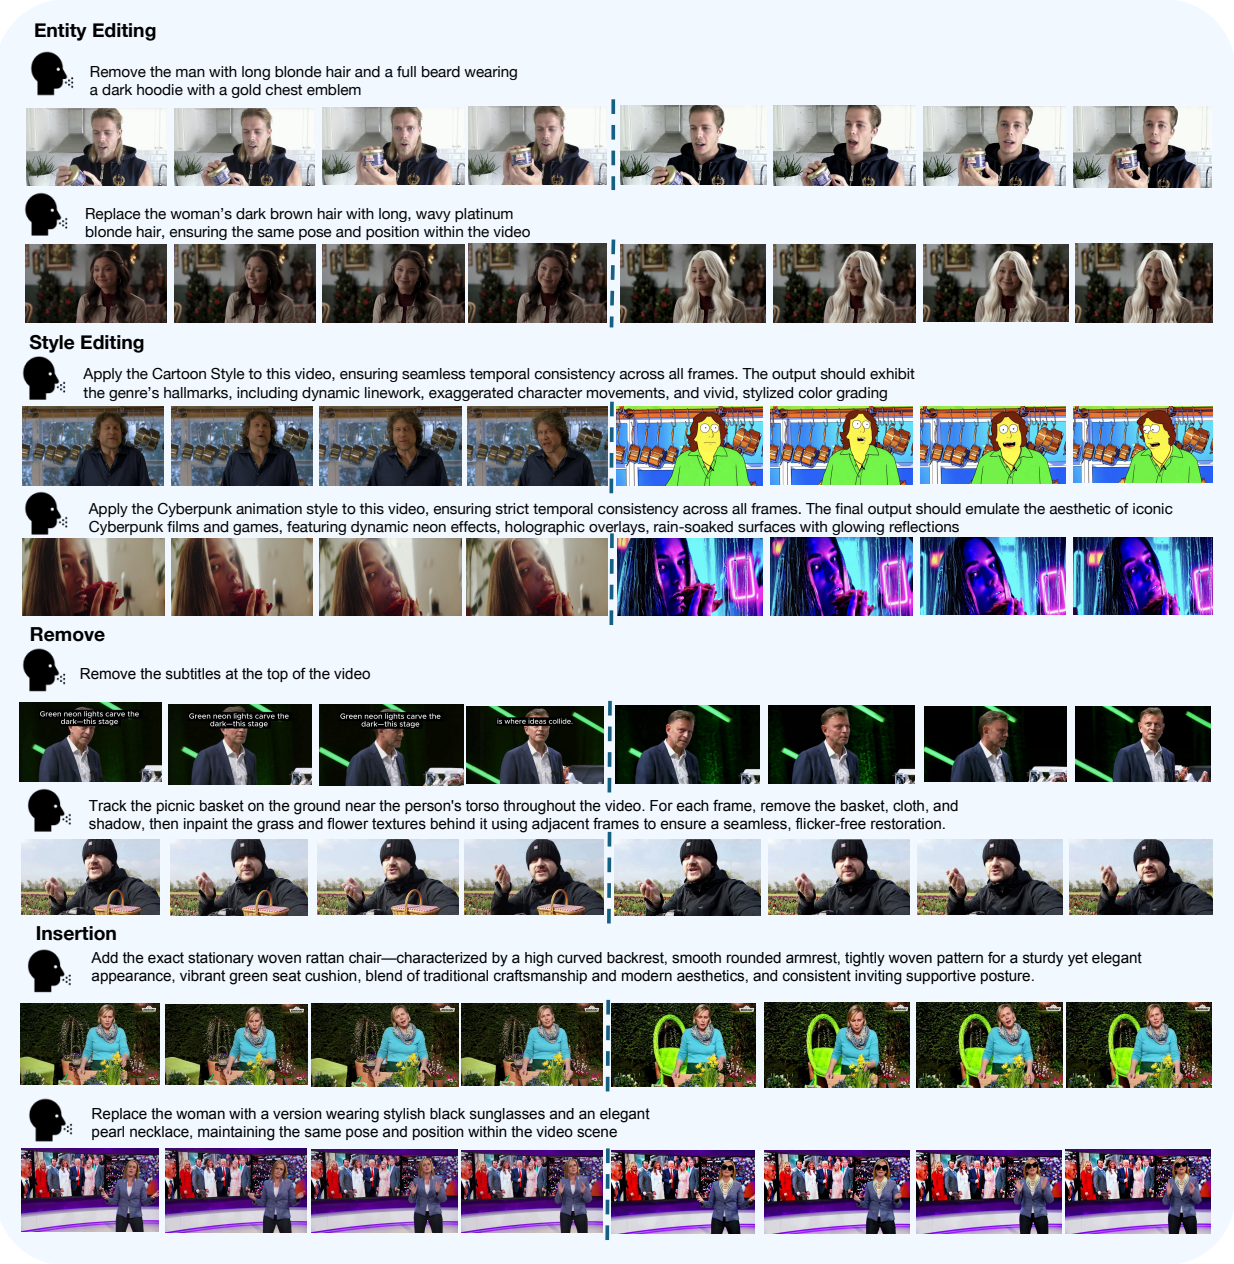 Entity Editing
Remove the man with long blonde hair and a full beard wearing
a dark hoodie with a gold chest emblem
Replace the woman's dark brown hair with long, wavy platinum
blonde hair, ensuring the same pose and position within the video
Style Editing
Apply the Cartoon Style to this video, ensuring seamless temporal consistency across all frames. The output should exhibit
the genre's hallmarks, including dynamic linework, exaggerated character movements, and vivid, stylized color grading
Apply the Cyberpunk animation style to this video, ensuring strict temporal consistency across all frames. The final output should emulate the aesthetic of iconic
Cyberpunk films and games, featuring dynamic neon effects, holographic overlays, rain-soaked surfaces with glowing reflections
Remove
Remove the subtitles at the top of the video
Green neon lights carve the
dark—this stage
Green neon lights carve the
dark—this stage
Green neon lights carve the
dark—this stage
is where ideas collide.
Track the picnic basket on the ground near the person's torso throughout the video. For each frame, remove the basket, cloth, and
shadow, then inpaint the grass and flower textures behind it using adjacent frames to ensure a seamless, flicker-free restoration.
Insertion
Add the exact stationary woven rattan chair—characterized by a high curved backrest, smooth rounded armrest, tightly woven pattern for a sturdy yet elegant
appearance, vibrant green seat cushion, blend of traditional craftsmanship and modern aesthetics, and consistent inviting supportive posture.
Replace the woman with a version wearing stylish black sunglasses and an elegant
pearl necklace, maintaining the same pose and position within the video scene